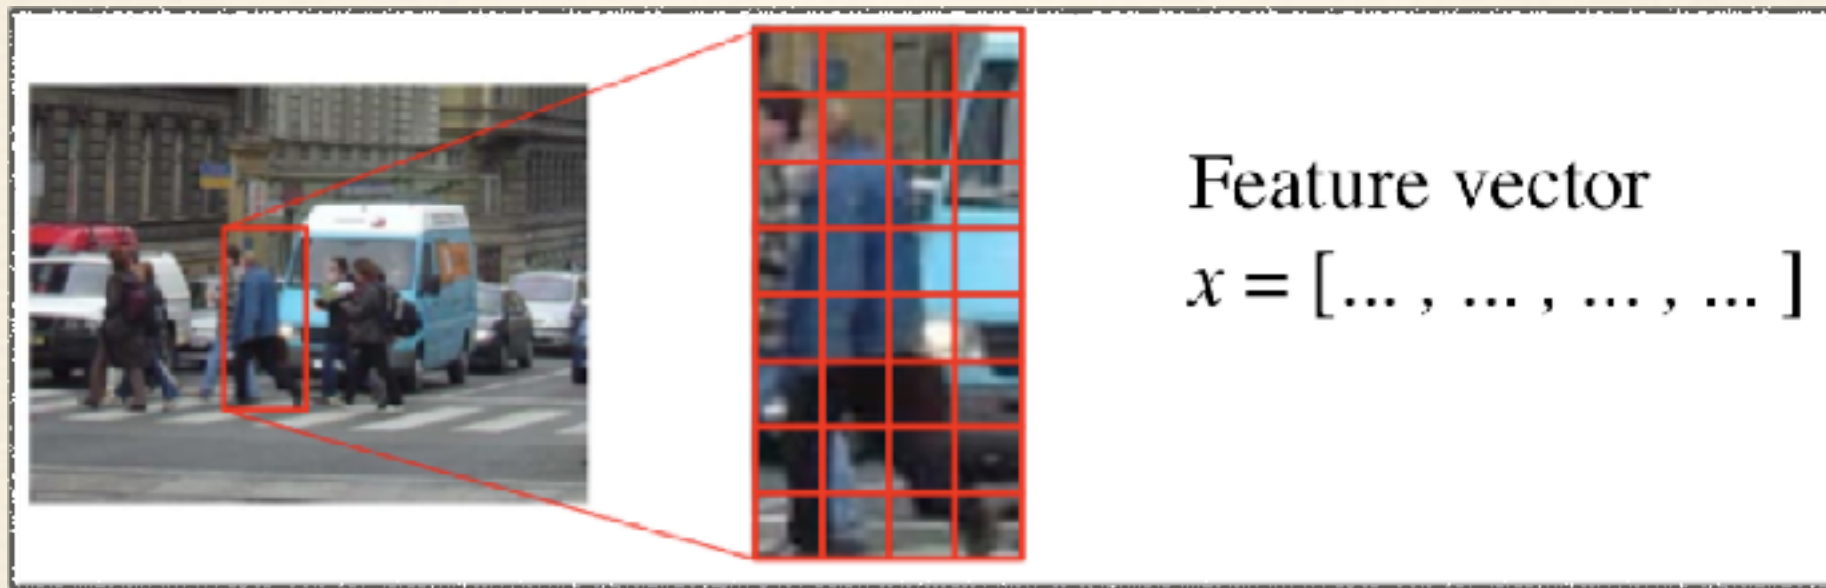 Feature vector
x = [... , ... , ... , ... ]